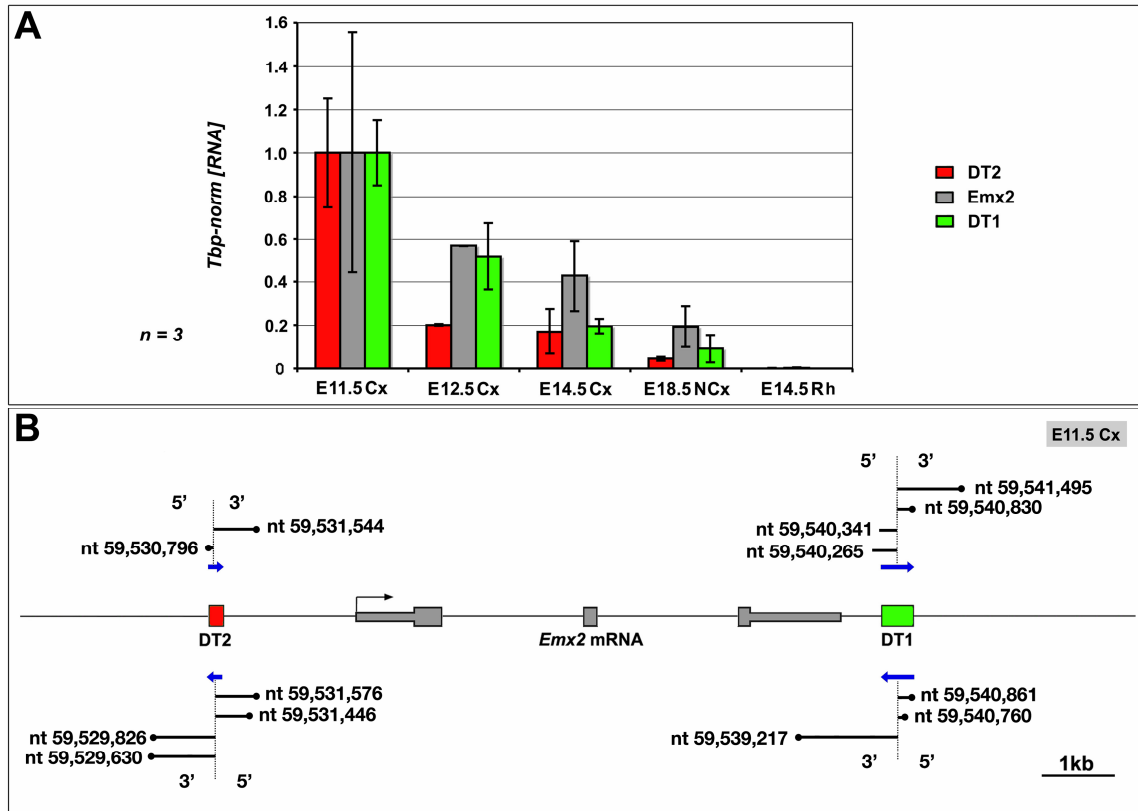 A
1.6
1.4
1.2
1.0
0.8
0.6
0.4
0.2
0
Tbp-norm [RNA]
n = 3
E11.5 Cx
E12.5 Cx
E14.5 Cx
E18.5 NCx
E14.5 Rh
DT2
Emx2
DT1
B
E11.5 Cx
5’ 3’
nt 59,531,544
nt 59,530,796
5’ 3’
nt 59,541,495
nt 59,540,830
nt 59,540,341
nt 59,540,265
DT2
Emx2 mRNA
DT1
nt 59,531,576
nt 59,531,446
nt 59,529,826
nt 59,529,630
3’ 5’
nt 59,540,861
nt 59,540,760
nt 59,539,217
3’ 5’
1kb